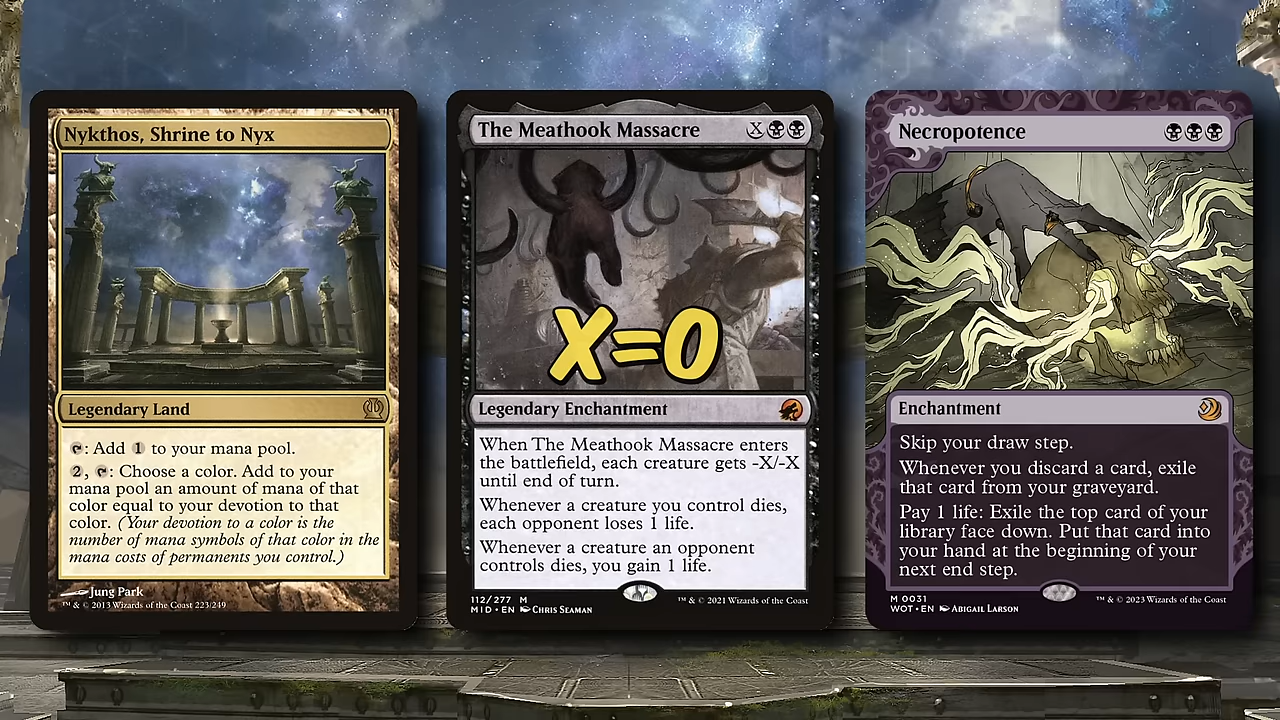 Nykthos, Shrine to Nyx
Legendary Land
: Add 1 to your mana pool.
2, : Choose a color. Add to your
mana pool an amount of mana of that
color equal to your devotion to that
color. (Your devotion to a color is the
number of mana symbols of that color in the
mana costs of permanents you control.)
Jung Park
™ & © 2013 Wizards of the Coast 223/249
The Meathook Massacre X
X=0
Legendary Enchantment
When The Meathook Massacre enters
the battlefield, each creature gets -X/-X
until end of turn.
Whenever a creature you control dies,
each opponent loses 1 life.
Whenever a creature an opponent
controls dies, you gain 1 life.
112/277 M
MID • EN Chris Seaman
™ & © 2021 Wizards of the Coast
Necropotence
Enchantment
Skip your draw step.
Whenever you discard a card, exile
that card from your graveyard.
Pay 1 life: Exile the top card of your
library face down. Put that card into
your hand at the beginning of your
next end step.
M 0031
WOT • EN Abigail Larson
™ & © 2023 Wizards of the Coast